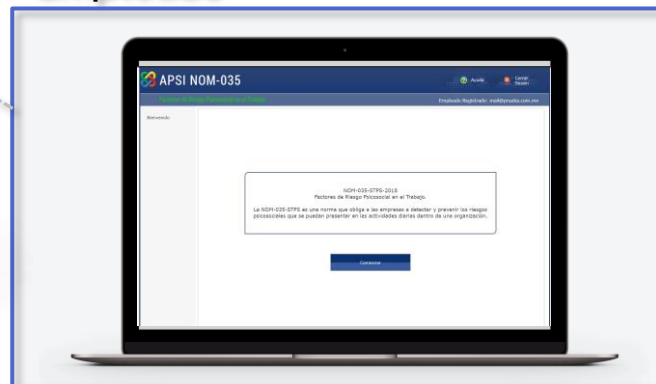 APSI NOM-035
Ayuda
Cerrar
Sesión
Factores de Riesgo Psicosocial en el Trabajo
Empleado Registrado:
Bienvenido
NOM-035-STPS-2018
Factores de Riesgo Psicosocial en el Trabajo.
La NOM-035-STPS es una norma que obliga a las empresas a detectar y prevenir los riesgos
psicosociales que se puedan presentar en las actividades diarias dentro de una organización.
Comenzar